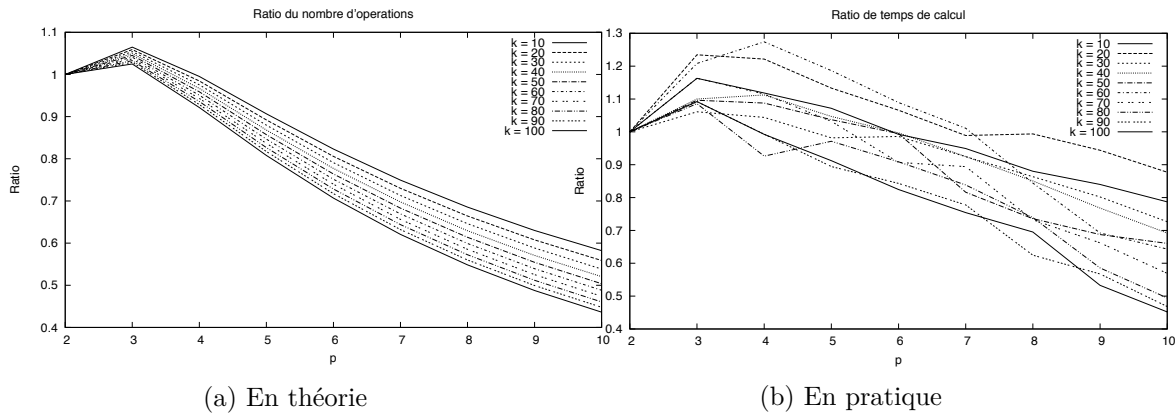 Ratio du nombre d'operations
Ratio
1.1
1
0.9
0.8
0.7
0.6
0.5
0.4
2 3 4 5 6 7 8 9 10
p
k = 10
k = 20
k = 30
k = 40
k = 50
k = 60
k = 70
k = 80
k = 90
k = 100
(a) En théorie
Ratio de temps de calcul
Ratio
1.3
1.2
1.1
1
0.9
0.8
0.7
0.6
0.5
0.4
2 3 4 5 6 7 8 9 10
p
k = 10
k = 20
k = 30
k = 40
k = 50
k = 60
k = 70
k = 80
k = 90
k = 100
(b) En pratique